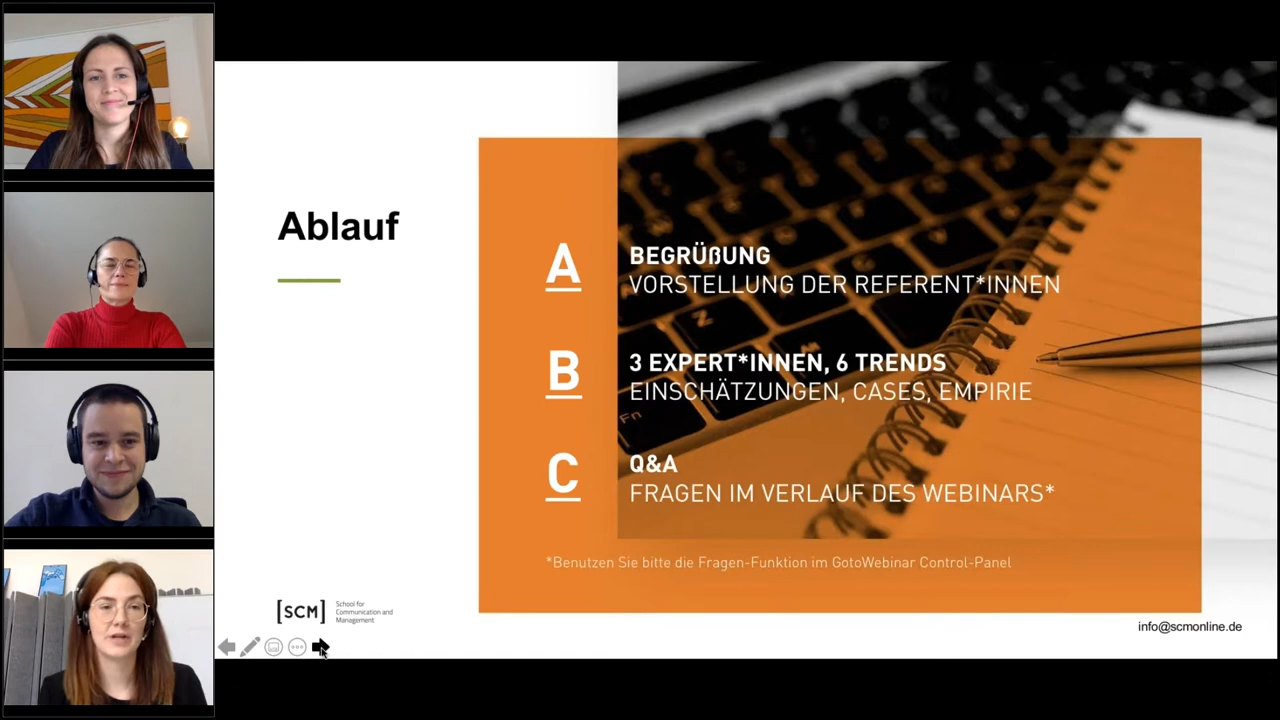 Ablauf
A
BEGRÜßUNG
VORSTELLUNG DER REFERENT*INNEN
B
3 EXPERT*INNEN, 6 TRENDS
EINSCHÄTZUNGEN, CASES, EMPIRIE
C
Q&A
FRAGEN IM VERLAUF DES WEBINARS*
*Benutzen Sie bitte die Fragen-Funktion im GotoWebinar Control-Panel
[SCM]
School for
Communication and
Management
info@scmonline.de
Z
Fn